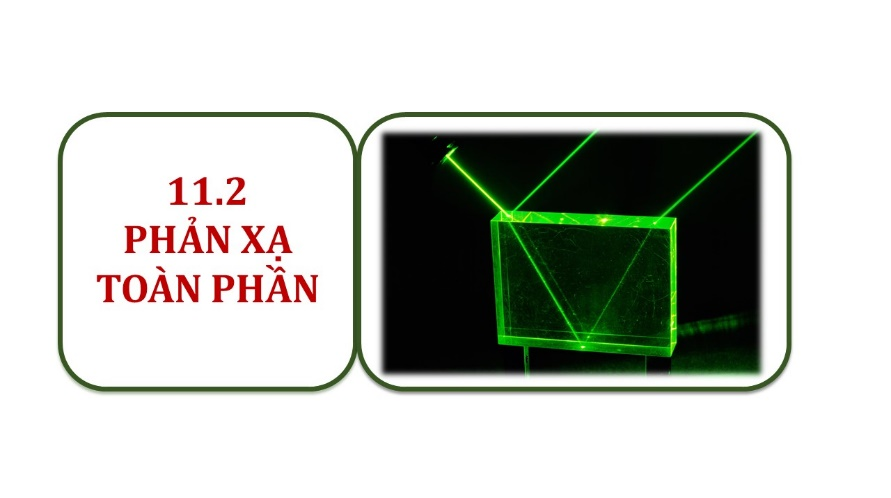 11.2
PHẢN XẠ
TOÀN PHẦN